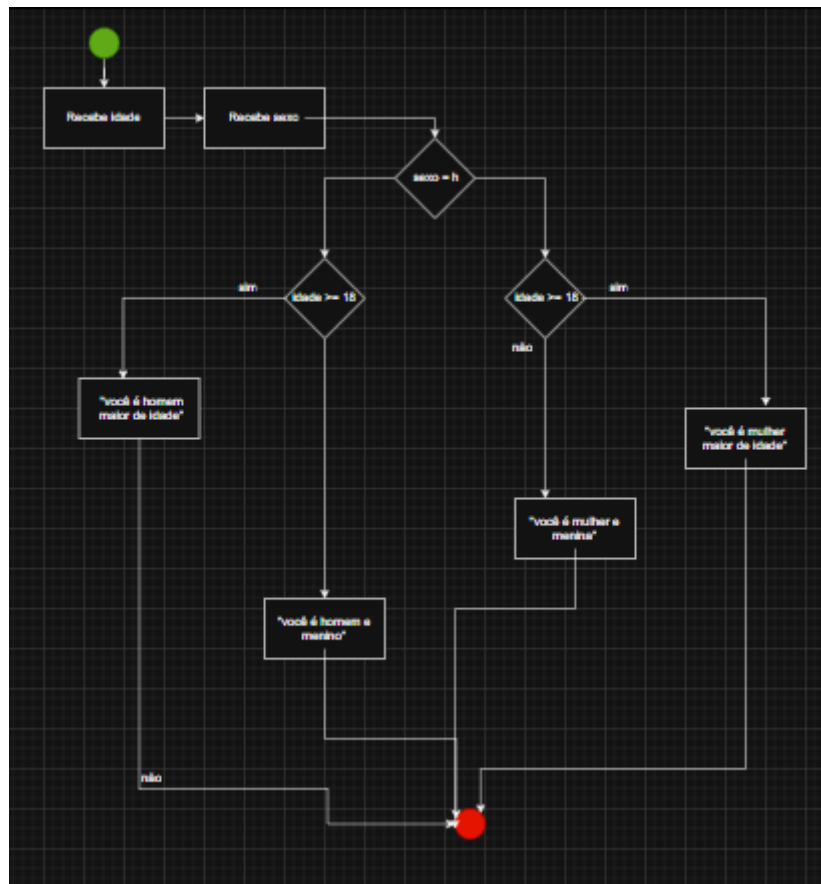 Recebe idade
Recebe sexo
sexo = h
sim
idade >= 18
idade >= 18
sim
não
"você é homem
maior de idade"
"você é mulher
maior de idade"
"você é mulher e
menina"
"você é homem e
menino"
não